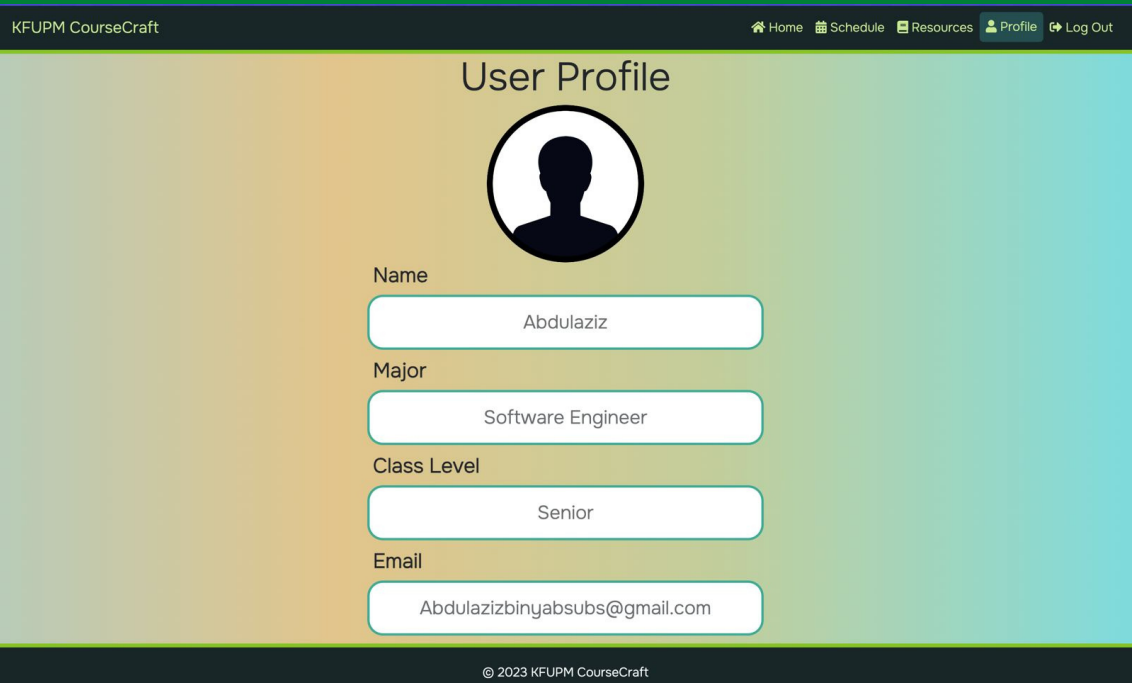 KFUPM CourseCraft
Home Schedule Resources Profile Log Out
User Profile
Name
Abdulaziz
Major
Software Engineer
Class Level
Senior
Email
Abdulazizbinyabsubs@gmail.com
© 2023 KFUPM CourseCraft